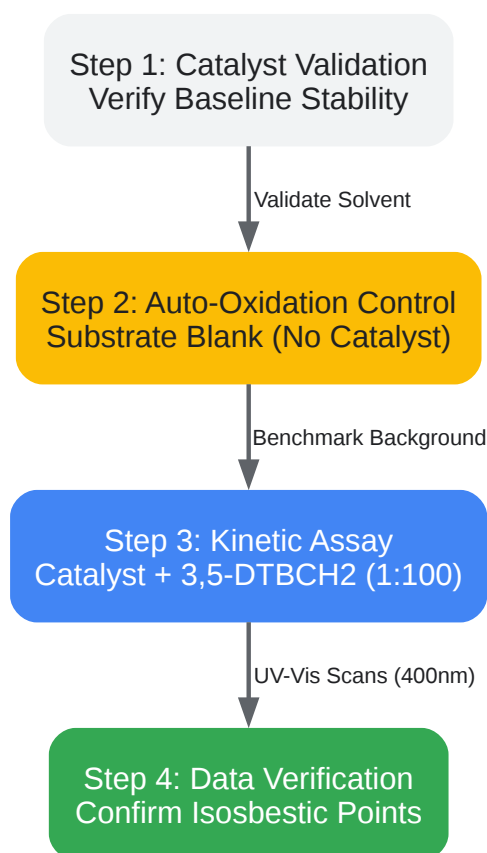 Step 1: Catalyst Validation
Verify Baseline Stability
Validate Solvent
Step 2: Auto-Oxidation Control
Substrate Blank (No Catalyst)
Benchmark Background
Step 3: Kinetic Assay
Catalyst + 3,5-DTBCH2 (1:100)
UV-Vis Scans (400nm)
Step 4: Data Verification
Confirm Isosbestic Points